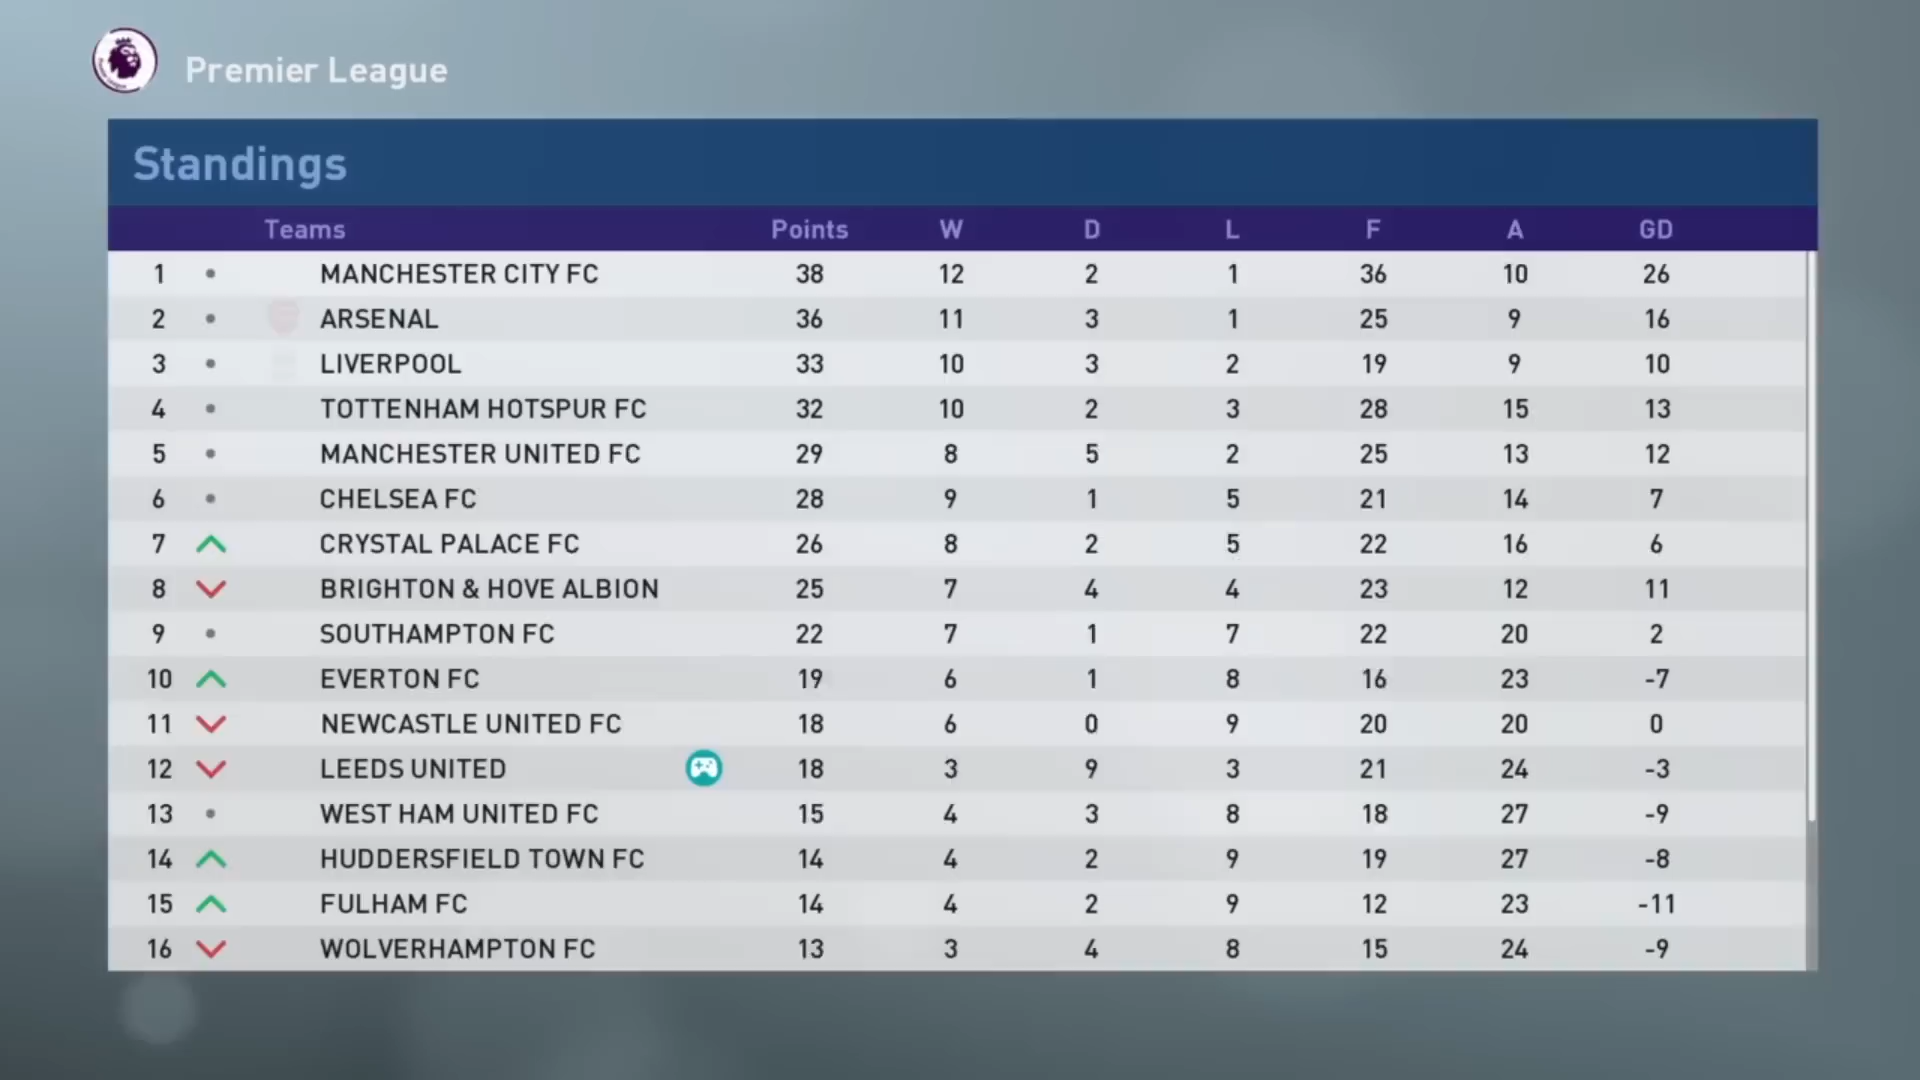 Premier League
Standings
Teams Points W D L F A GD
1 MANCHESTER CITY FC 38 12 2 1 36 10 26
2 ARSENAL 36 11 3 1 25 9 16
3 LIVERPOOL 33 10 3 2 19 9 10
4 TOTTENHAM HOTSPUR FC 32 10 2 3 28 15 13
5 MANCHESTER UNITED FC 29 8 5 2 25 13 12
6 CHELSEA FC 28 9 1 5 21 14 7
7 CRYSTAL PALACE FC 26 8 2 5 22 16 6
8 BRIGHTON & HOVE ALBION 25 7 4 4 23 12 11
9 SOUTHAMPTON FC 22 7 1 7 22 20 2
10 EVERTON FC 19 6 1 8 16 23 -7
11 NEWCASTLE UNITED FC 18 6 0 9 20 20 0
12 LEEDS UNITED 18 3 9 3 21 24 -3
13 WEST HAM UNITED FC 15 4 3 8 18 27 -9
14 HUDDERSFIELD TOWN FC 14 4 2 9 19 27 -8
15 FULHAM FC 14 4 2 9 12 23 -11
16 WOLVERHAMPTON FC 13 3 4 8 15 24 -9